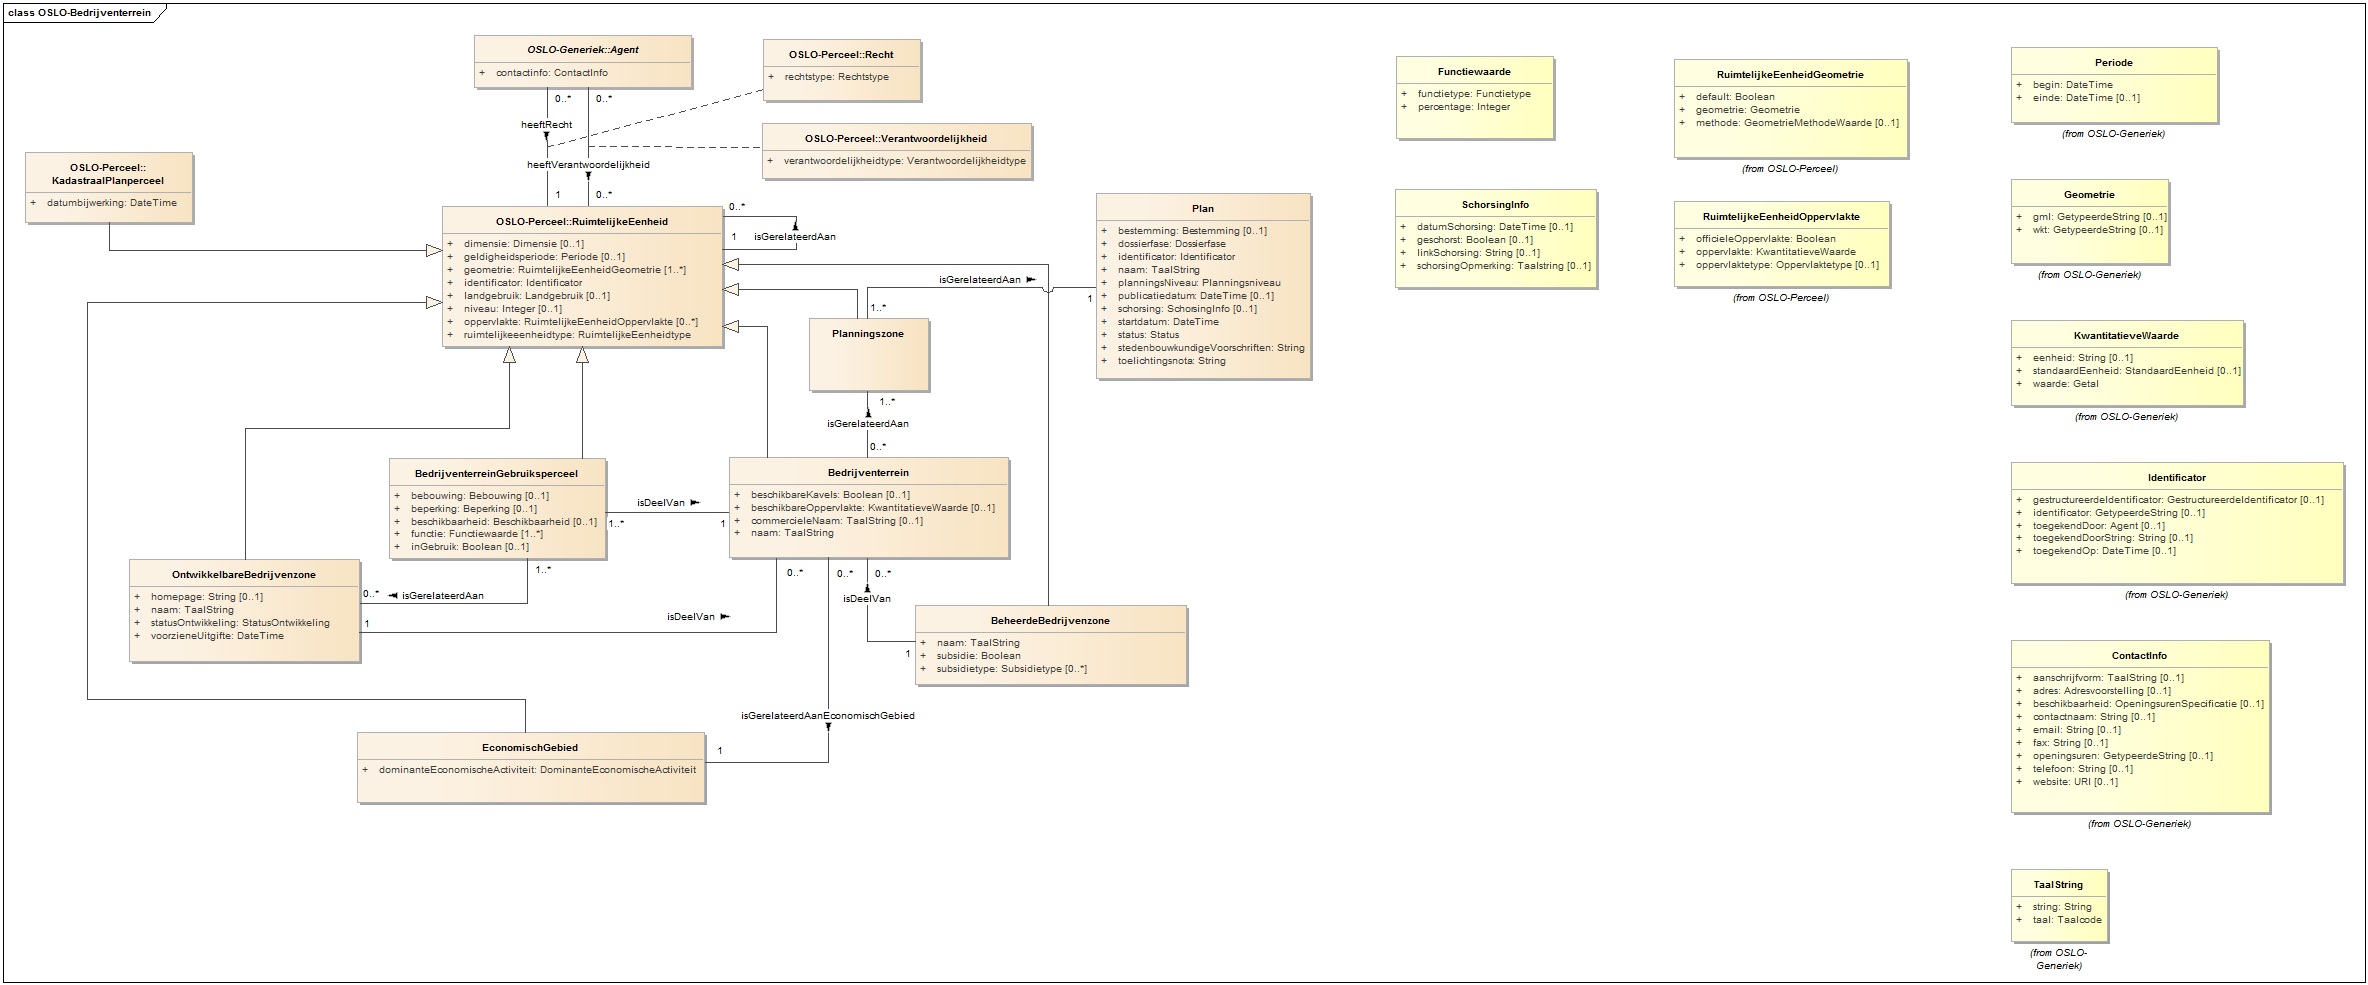 class OSLO-Bedrijventerrein
OSLO-Generiek::Agent
+ contactinfo: ContactInfo
OSLO-Perceel::Recht
+ rechtstype: Rechtstype
0..*
0..*
heeftRecht
OSLO-Perceel::Verantwoordelijkheid
+ verantwoordelijkheidtype: Verantwoordelijkheidtype
heeftVerantwoordelijkheid
1
0..*
OSLO-Perceel::
KadastraalPlanperceel
+ datumbijwerking: DateTime
OSLO-Perceel::RuimtelijkeEenheid
+ dimensie: Dimensie [0..1]
+ geldigheidsperiode: Periode [0..1]
+ geometrie: RuimtelijkeEenheidGeometrie [1..*]
+ identificator: Identificator
+ landgebruik: Landgebruik [0..1]
+ niveau: Integer [0..1]
+ oppervlakte: RuimtelijkeEenheidOppervlakte [0..*]
+ ruimtelijkeeenheidtype: RuimtelijkeEenheidtype
0..*
1
isGerelateerdAan
Plan
+ bestemming: Bestemming [0..1]
+ dossierfase: Dossierfase
+ identificator: Identificator
+ naam: TaalString
+ planningsNiveau: Planningsniveau
+ publicatiedatum: DateTime [0..1]
+ schorsing: SchorsingInfo [0..1]
+ startdatum: DateTime
+ status: Status
+ stedenbouwkundigeVoorschriften: String
+ toelichtingsnota: String
isGerelateerdAan
1
1..*
Planningszone
1..*
isGerelateerdAan
0..*
BedrijventerreinGebruiksperceel
+ bebouwing: Bebouwing [0..1]
+ beperking: Beperking [0..1]
+ beschikbaarheid: Beschikbaarheid [0..1]
+ functie: Functiewaarde [1..*]
+ inGebruik: Boolean [0..1]
isDeelVan
1..*
1
Bedrijventerrein
+ beschikbareKavels: Boolean [0..1]
+ beschikbareOppervlakte: KwantitatieveWaarde [0..1]
+ commercieleNaam: TaalString [0..1]
+ naam: TaalString
OntwikkelbareBedrijvenzone
+ homepage: String [0..1]
+ naam: TaalString
+ statusOntwikkeling: StatusOntwikkeling
+ voorzieneUitgifte: DateTime
1..*
0..*
isGerelateerdAan
isDeelVan
1
0..*
0..*
0..*
isDeelVan
1
BeheerdeBedrijvenzone
+ naam: TaalString
+ subsidie: Boolean
+ subsidietype: Subsidietype [0..*]
isGerelateerdAanEconomischGebied
1
EconomischGebied
+ dominanteEconomischeActiviteit: DominanteEconomischeActiviteit
Functiewaarde
+ functietype: Functietype
+ percentage: Integer
SchorsingInfo
+ datumSchorsing: DateTime [0..1]
+ geschorst: Boolean [0..1]
+ linkSchorsing: String [0..1]
+ schorsingOpmerking: Taalstring [0..1]
RuimtelijkeEenheidGeometrie
+ default: Boolean
+ geometrie: Geometrie
+ methode: GeometrieMethodeWaarde [0..1]
(from OSLO-Perceel)
RuimtelijkeEenheidOppervlakte
+ officieleOppervlakte: Boolean
+ oppervlakte: KwantitatieveWaarde
+ oppervlaktetype: Oppervlaktetype [0..1]
(from OSLO-Perceel)
Periode
+ begin: DateTime
+ einde: DateTime [0..1]
(from OSLO-Generiek)
Geometrie
+ gml: GetypeerdeString [0..1]
+ wkt: GetypeerdeString [0..1]
(from OSLO-Generiek)
KwantitatieveWaarde
+ eenheid: String [0..1]
+ standaardEenheid: StandaardEenheid [0..1]
+ waarde: Getal
(from OSLO-Generiek)
Identificator
+ gestructureerdeIdentificator: GestructureerdeIdentificator [0..1]
+ identificator: GetypeerdeString [0..1]
+ toegekendDoor: Agent [0..1]
+ toegekendDoorString: String [0..1]
+ toegekendOp: DateTime [0..1]
(from OSLO-Generiek)
ContactInfo
+ aanschrijfvorm: TaalString [0..1]
+ adres: Adresvoorstelling [0..1]
+ beschikbaarheid: OpeningsurenSpecificatie [0..1]
+ contactnaam: String [0..1]
+ email: String [0..1]
+ fax: String [0..1]
+ openingsuren: GetypeerdeString [0..1]
+ telefoon: String [0..1]
+ website: URI [0..1]
(from OSLO-Generiek)
TaalString
+ string: String
+ taal: Taalcode
(from OSLO-
Generiek)